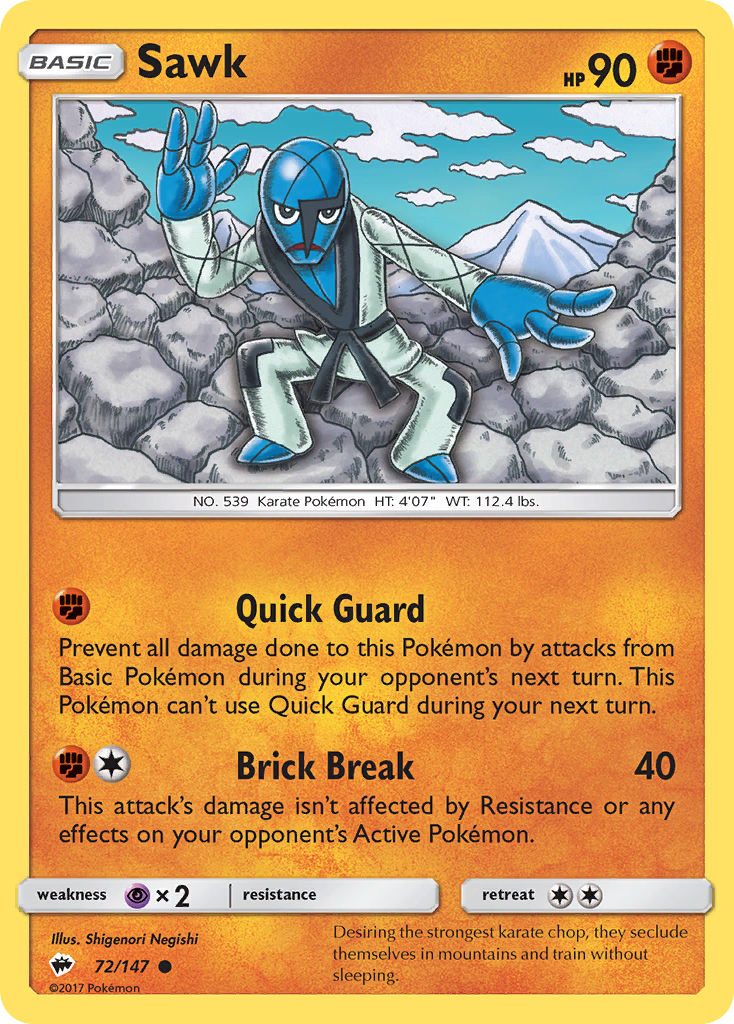 BASIC
Sawk
HP 90
NO. 539 Karate Pokémon HT: 4'07" WT: 112.4 lbs.
Quick Guard
Prevent all damage done to this Pokémon by attacks from
Basic Pokémon during your opponent's next turn. This
Pokémon can't use Quick Guard during your next turn.
Brick Break 40
This attack's damage isn't affected by Resistance or any
effects on your opponent's Active Pokémon.
weakness × 2 resistance
retreat
Illus. Shigenori Negishi
72/147
©2017 Pokémon
Desiring the strongest karate chop, they seclude
themselves in mountains and train without
sleeping.